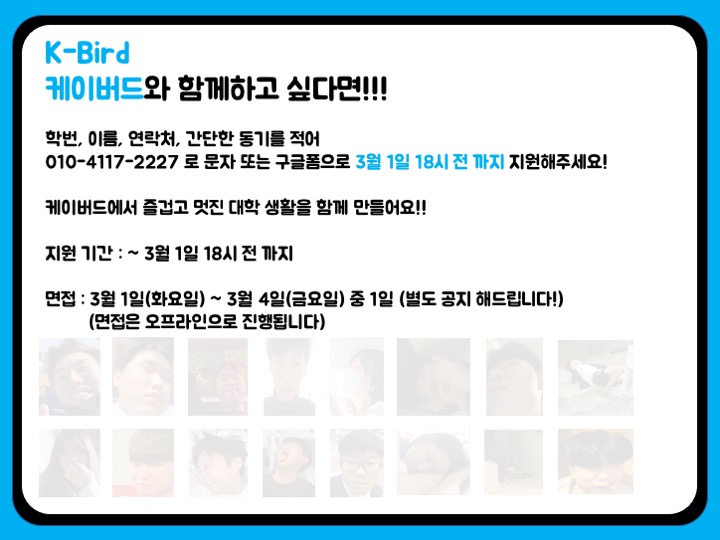 K-Bird
케이버드와 함께하고 싶다면!!!
학번, 이름, 연락처, 간단한 동기를 적어
010-4117-2227 로 문자 또는 구글폼으로 3월 1일 18시 전 까지 지원해주세요!
케이버드에서 즐겁고 멋진 대학 생활을 함께 만들어요!!
지원 기간 : ~ 3월 1일 18시 전 까지
면접 : 3월 1일(화요일) ~ 3월 4일(금요일) 중 1일 (별도 공지 해드립니다!)
(면접은 오프라인으로 진행됩니다)